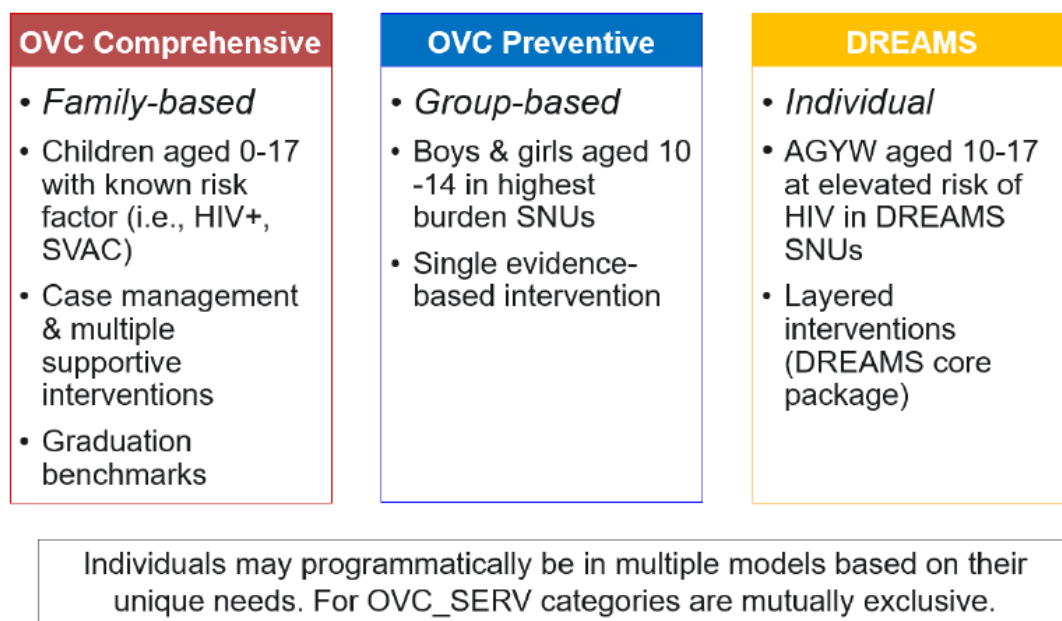 OVC Comprehensive
• Family-based
• Children aged 0-17
with known risk
factor (i.e., HIV+,
SVAC)
• Case management
& multiple
supportive
interventions
• Graduation
benchmarks
OVC Preventive
• Group-based
• Boys & girls aged 10
-14 in highest
burden SNUs
• Single evidence-
based intervention
DREAMS
• Individual
• AGYW aged 10-17
at elevated risk of
HIV in DREAMS
SNUs
• Layered
interventions
(DREAMS core
package)
Individuals may programmatically be in multiple models based on their
unique needs. For OVC_SERV categories are mutually exclusive.